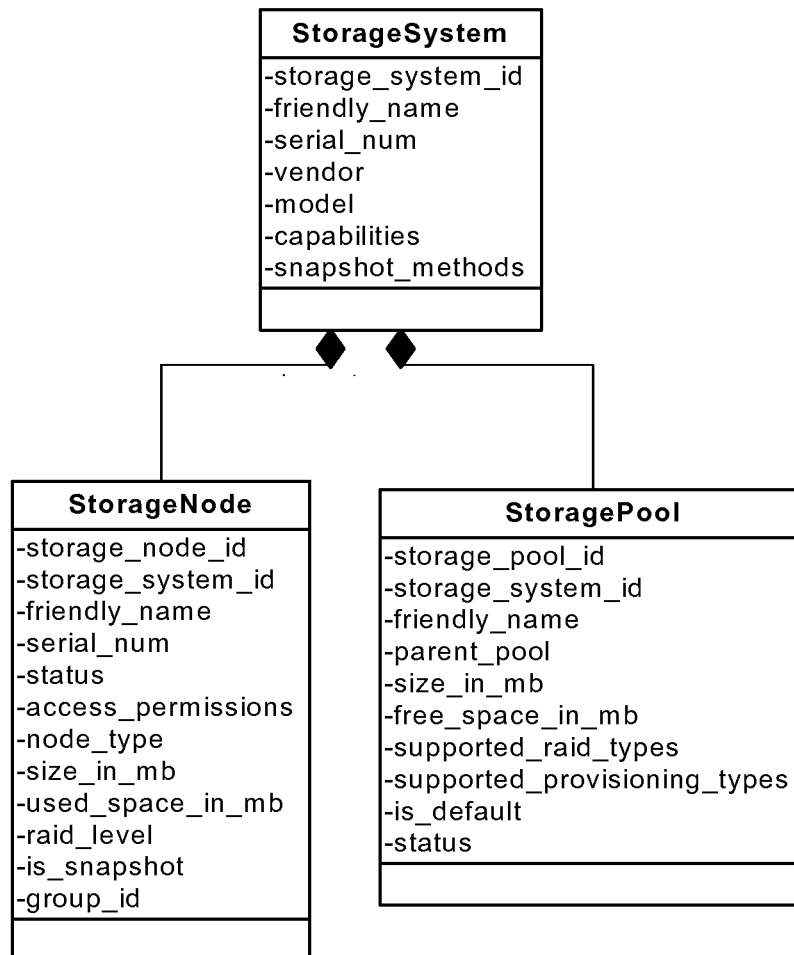 StorageSystem
-storage_system_id
-friendly_name
-serial_num
-vendor
-model
-capabilities
-snapshot_methods
StorageNode
-storage_node_id
-storage_system_id
-friendly_name
-serial_num
-status
-access_permissions
-node_type
-size_in_mb
-used_space_in_mb
-raid_level
-is_snapshot
-group_id
StoragePool
-storage_pool_id
-storage_system_id
-friendly_name
-parent_pool
-size_in_mb
-free_space_in_mb
-supported_raid_types
-supported_provisioning_types
-is_default
-status